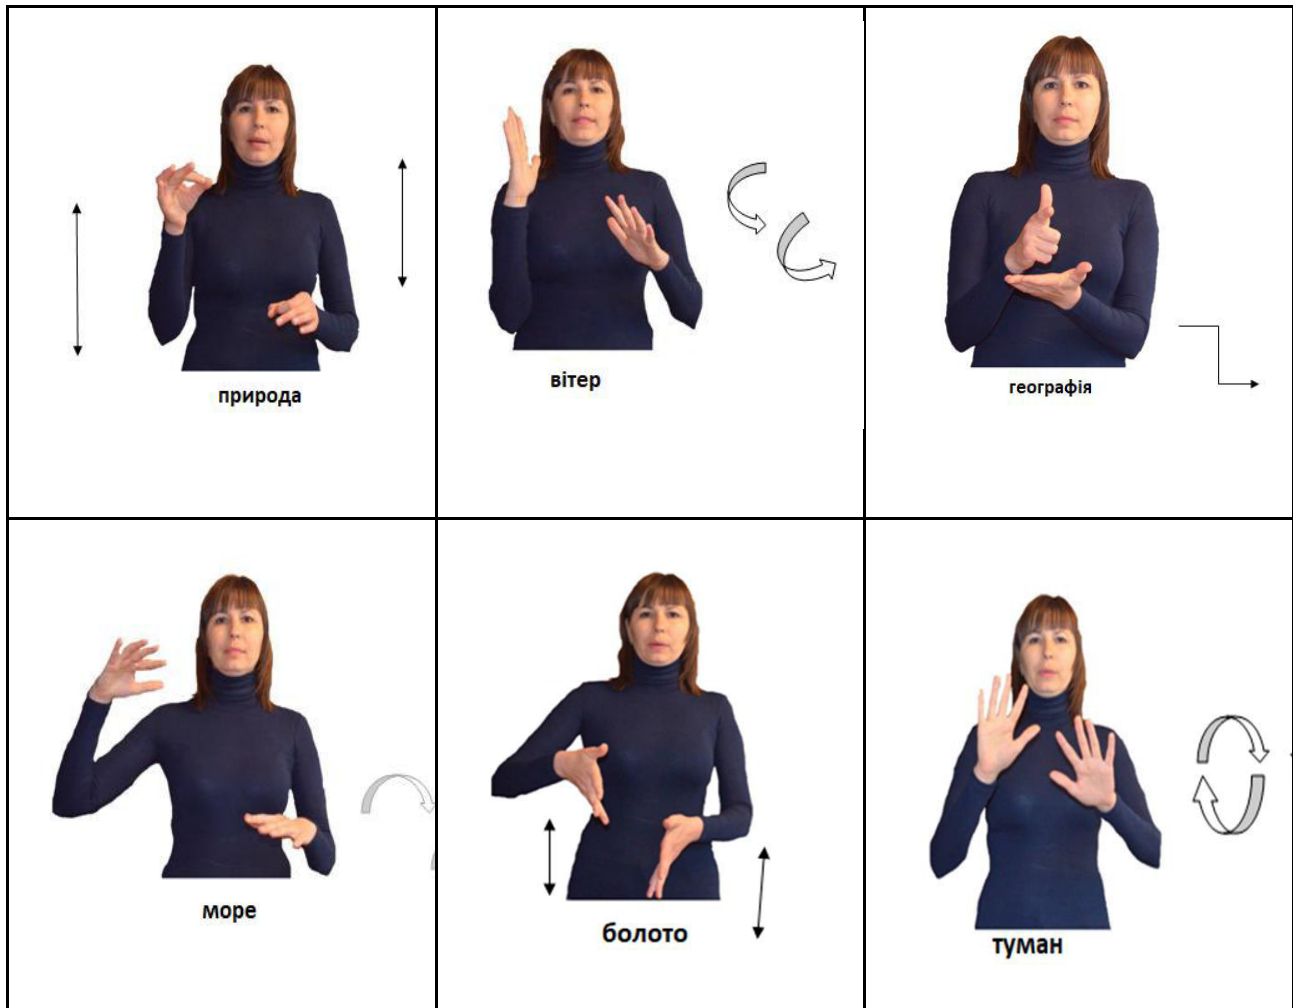 природа
вітер
географія
море
болото
туман